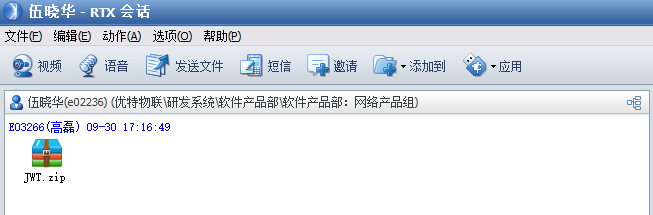 伍晓华 - RTX 会话
文件(F) 编辑(E) 动作(A) 选项(O) 帮助(P)
视频 语音 发送文件 短信 邀请 添加到 应用
伍晓华(e02236) (优特物联\研发系统\软件产品部\软件产品部：网络产品组)
E03266(高磊) 09-30 17:16:49
JWT.zip